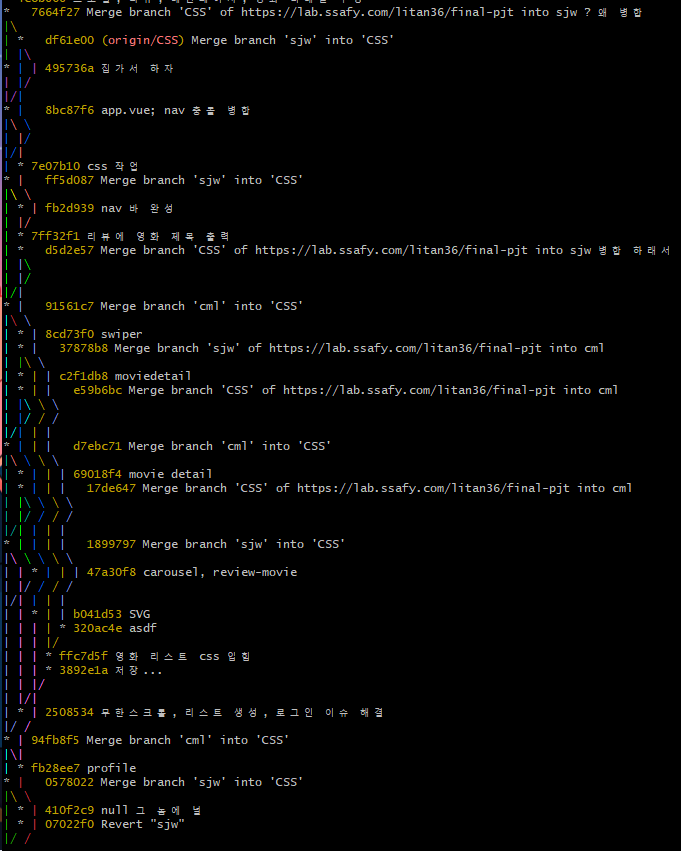 7664f27 Merge branch 'CSS' of https://lab.ssafy.com/litan36/final-pjt into sjw ? 왜 병합
df61e00 (origin/CSS) Merge branch 'sjw' into 'CSS'
495736a 집가서 하자
8bc87f6 app.vue; nav 충돌 병합
7e07b10 css 작업
ff5d087 Merge branch 'sjw' into 'CSS'
fb2d939 nav 바 완성
7ff32f1 리뷰에 영화 제목 출력
d5d2e57 Merge branch 'CSS' of https://lab.ssafy.com/litan36/final-pjt into sjw 병합 하래서
91561c7 Merge branch 'cml' into 'CSS'
8cd73f0 swiper
37878b8 Merge branch 'sjw' of https://lab.ssafy.com/litan36/final-pjt into cml
c2f1db8 moviedetail
e59b6bc Merge branch 'CSS' of https://lab.ssafy.com/litan36/final-pjt into cml
d7ebc71 Merge branch 'cml' into 'CSS'
69018f4 movie detail
17de647 Merge branch 'CSS' of https://lab.ssafy.com/litan36/final-pjt into cml
1899797 Merge branch 'sjw' into 'CSS'
47a30f8 carousel, review-movie
b041d53 SVG
320ac4e asdf
ffc7d5f 영화 리스트 css 입힘
3892e1a 저장...
2508534 무한스크롤, 리스트 생성, 로그인 이슈 해결
94fb8f5 Merge branch 'cml' into 'CSS'
fb28ee7 profile
0578022 Merge branch 'sjw' into 'CSS'
410f2c9 null 그 놈에 널
07022f0 Revert "sjw"